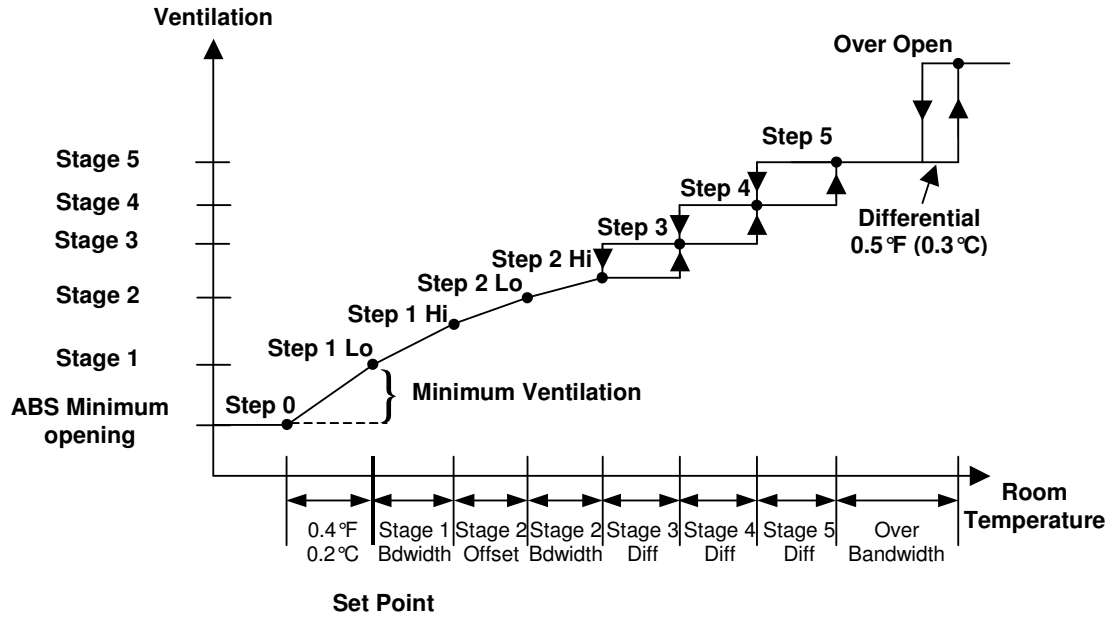 Ventilation
Over Open
Step 5
Stage 5
Step 4
Stage 4
Differential
0.5°F (0.3°C)
Step 3
Stage 3
Step 2 Hi
Step 2 Lo
Stage 2
Step 1 Hi
Step 1 Lo
Stage 1
Minimum Ventilation
Step 0
ABS Minimum
opening
Room
Temperature
0.4°F
0.2°C
Stage 1
Bdwidth
Stage 2
Offset
Stage 2
Bdwidth
Stage 3
Diff
Stage 4
Diff
Stage 5
Diff
Over
Bandwidth
Set Point